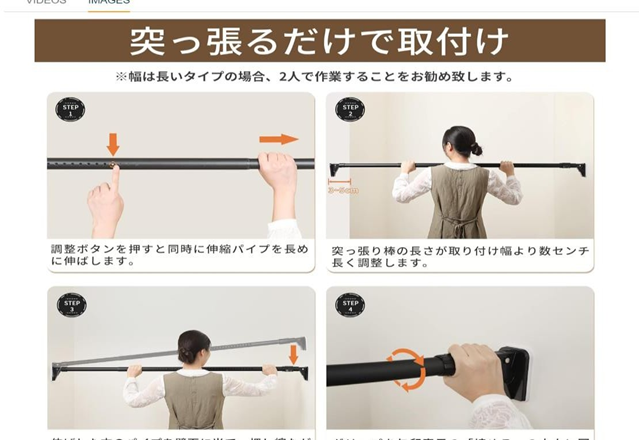 VIDEOS
IMAGES
突っ張るだけで取付け
※幅は長いタイプの場合、2人で作業することをお勧め致します。
STEP
1
STEP
2
3~5cm
調整ボタンを押すと同時に伸縮パイプを長め
に伸ばします。
突っ張り棒の長さが取り付け幅より数センチ
長く調整します。
STEP
3
STEP
4